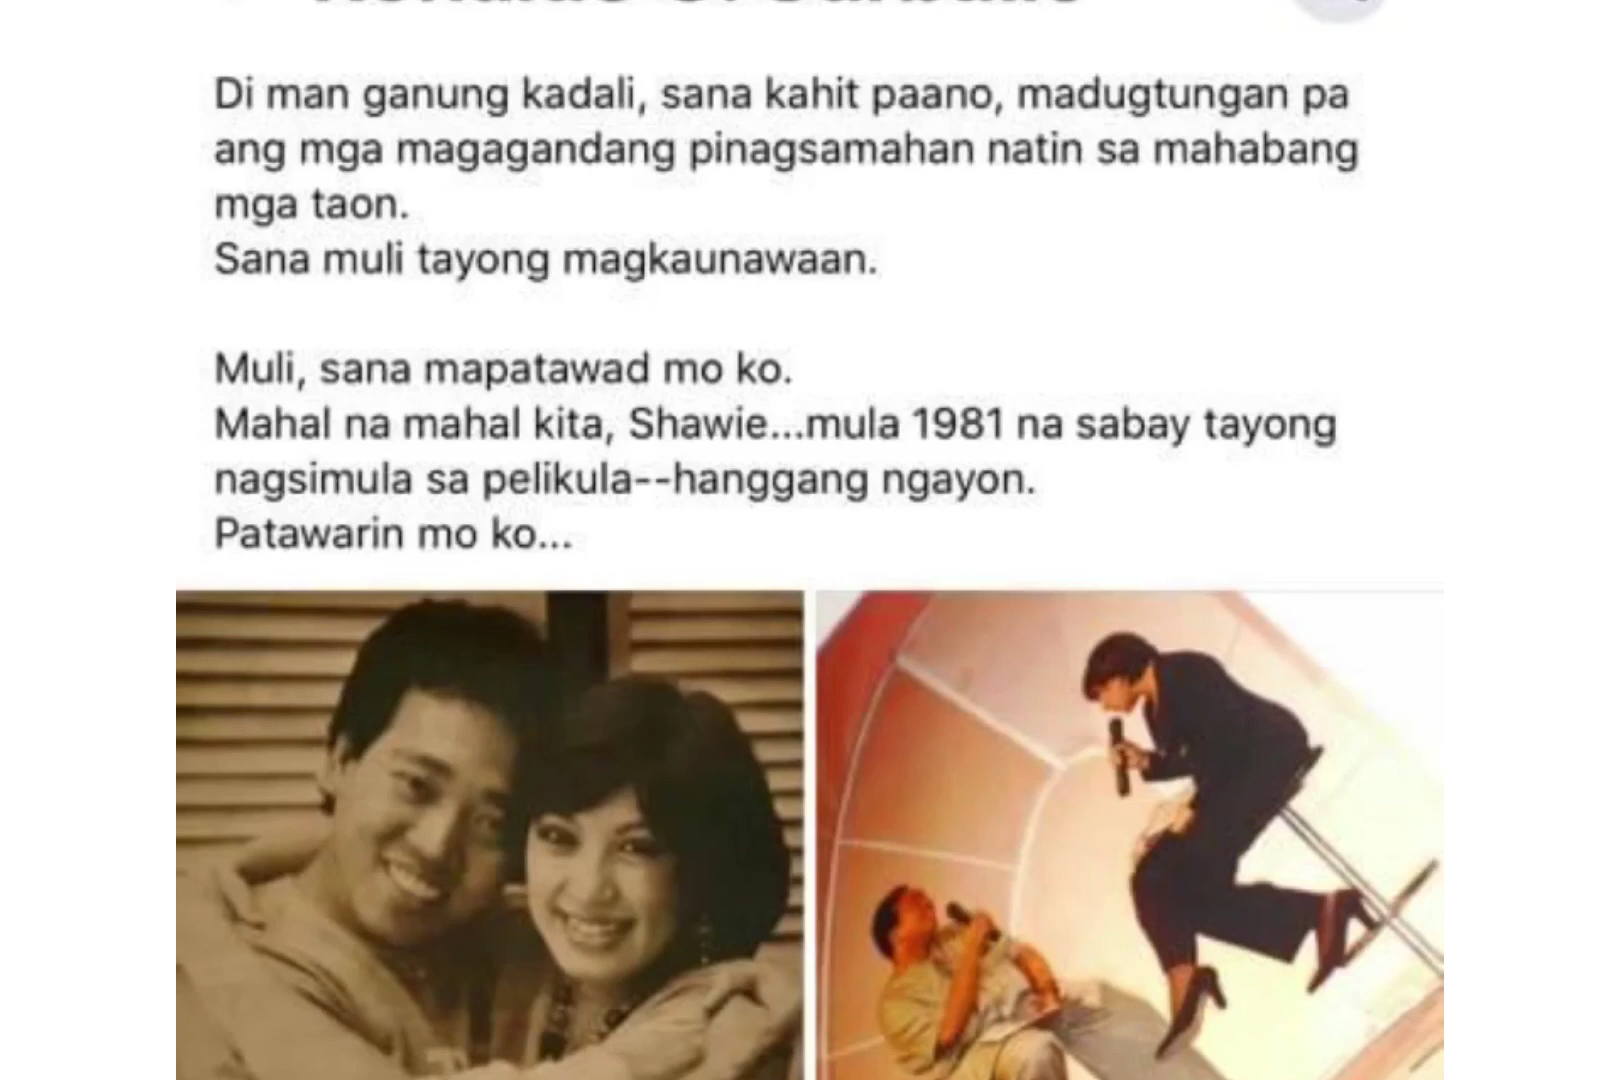 Di man ganung kadali, sana kahit paano, madugtungan pa
ang mga magagandang pinagsamahan natin sa mahabang
mga taon.
Sana muli tayong magkaunawaan.
Muli, sana mapatawad mo ko.
Mahal na mahal kita, Shawie...mula 1981 na sabay tayong
nagsimula sa pelikula--hanggang ngayon.
Patawarin mo ko...